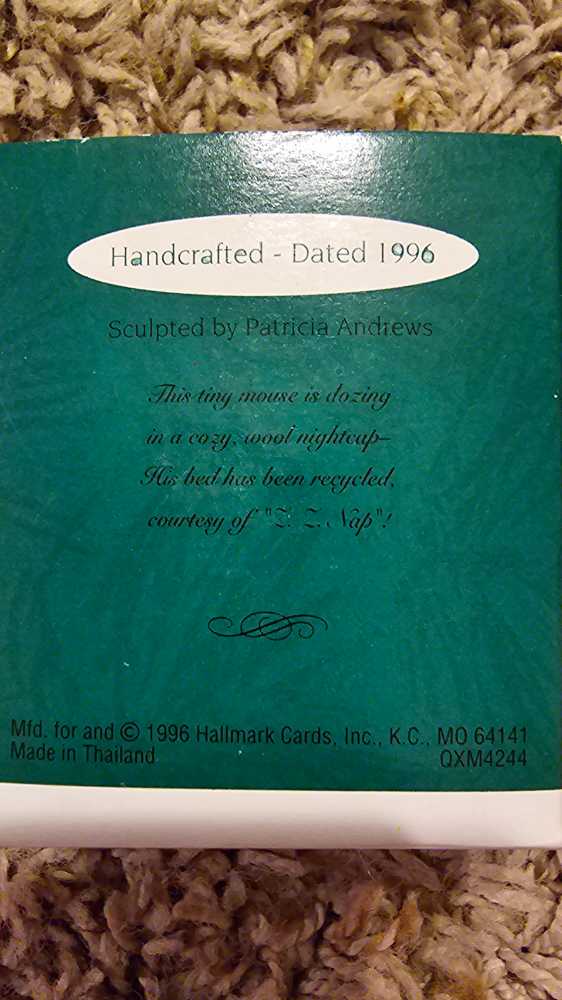 Handcrafted - Dated 1996
Sculpted by Patricia Andrews
This tiny mouse is dozing
in a cozy, wool nightcap–
His bed has been recycled,
courtesy of "Z. Z. Nap"!
Mfd. for and © 1996 Hallmark Cards, Inc., K.C., MO 64141
Made in Thailand QXM4244